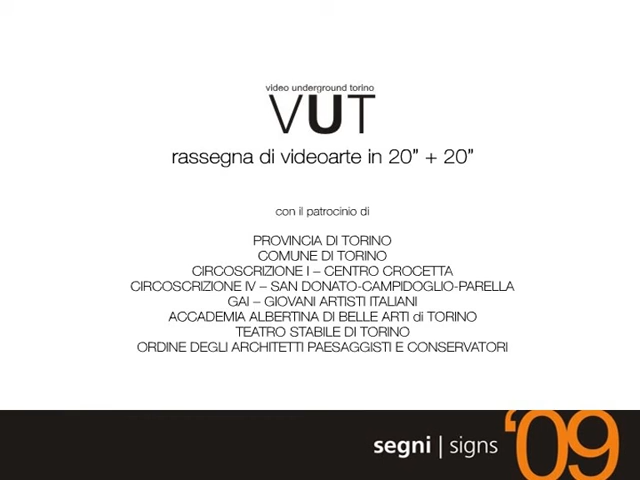 video underground torino
VUT
rassegna di videoarte in 20” + 20”
con il patrocinio di
PROVINCIA DI TORINO
COMUNE DI TORINO
CIRCOSCRIZIONE I – CENTRO CROCETTA
CIRCOSCRIZIONE IV – SAN DONATO-CAMPIDOGLIO-PARELLA
GAI – GIOVANI ARTISTI ITALIANI
ACCADEMIA ALBERTINA DI BELLE ARTI di TORINO
TEATRO STABILE DI TORINO
ORDINE DEGLI ARCHITETTI PAESAGGISTI E CONSERVATORI
segni | signs ‘09